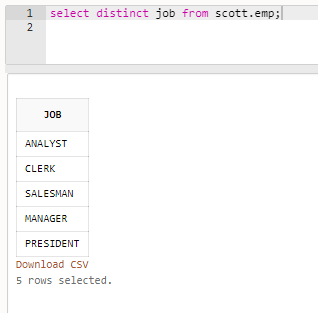 1 select distinct job from scott.emp;
2
JOB
ANALYST
CLERK
SALESMAN
MANAGER
PRESIDENT
Download CSV
5 rows selected.